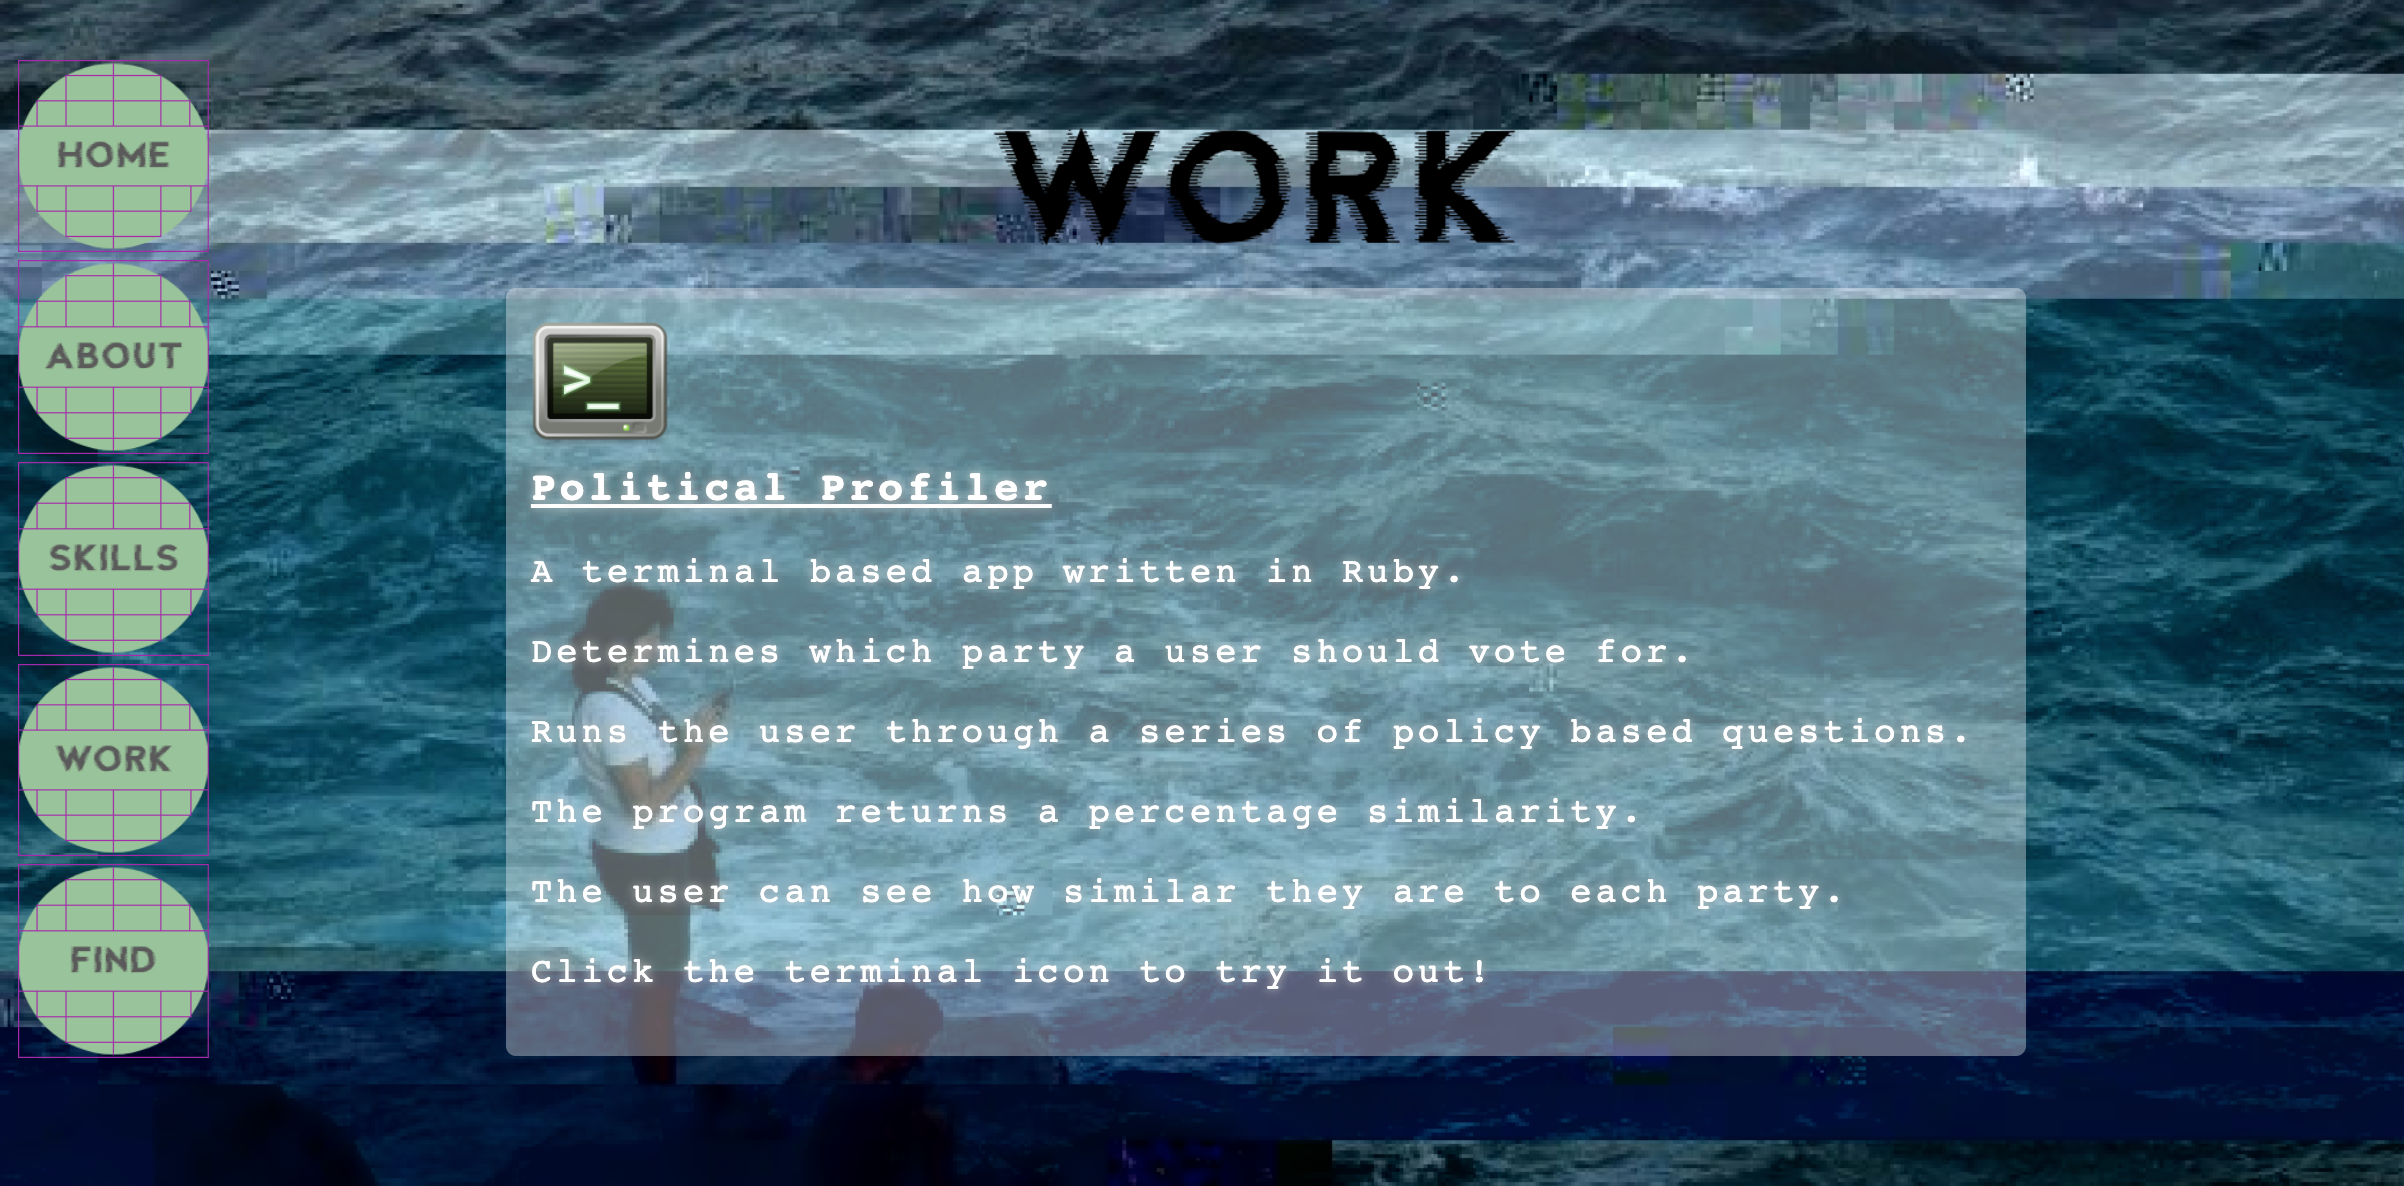 WORK
HOME
ABOUT
SKILLS
WORK
FIND
>_
Political Profiler
A terminal based app written in Ruby.
Determines which party a user should vote for.
Runs the user through a series of policy based questions.
The program returns a percentage similarity.
The user can see how similar they are to each party.
Click the terminal icon to try it out!